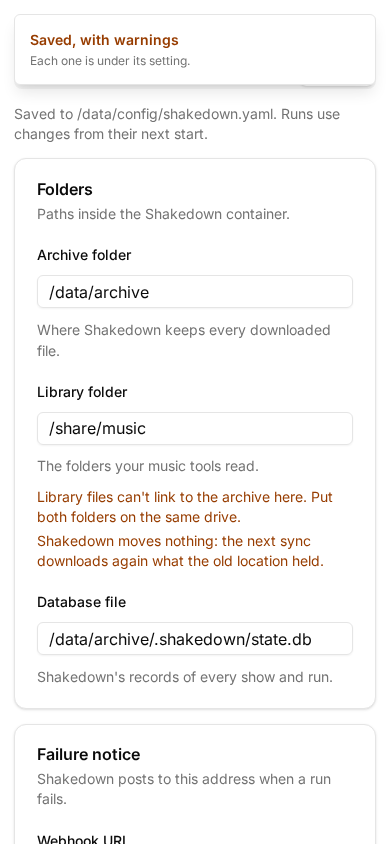 Saved, with warnings
Each one is under its setting.
Saved to /data/config/shakedown.yaml. Runs use
changes from their next start.
Folders
Paths inside the Shakedown container.
Archive folder
/data/archive
Where Shakedown keeps every downloaded
file.
Library folder
/share/music
The folders your music tools read.
Library files can't link to the archive here. Put
both folders on the same drive.
Shakedown moves nothing: the next sync
downloads again what the old location held.
Database file
/data/archive/.shakedown/state.db
Shakedown's records of every show and run.
Failure notice
Shakedown posts to this address when a run
fails.
Webhook URL